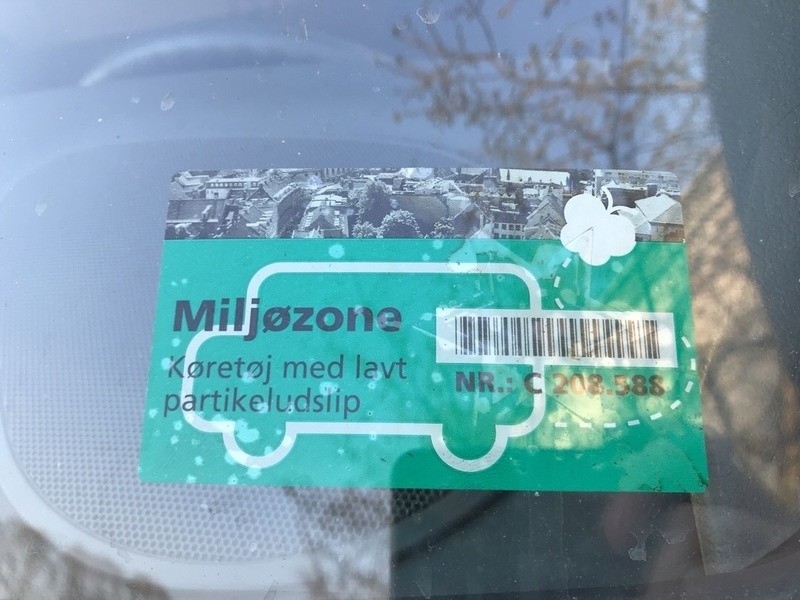 Miljøzone
Køretøj med lavt
partikeludslip
NR.: C 208.588